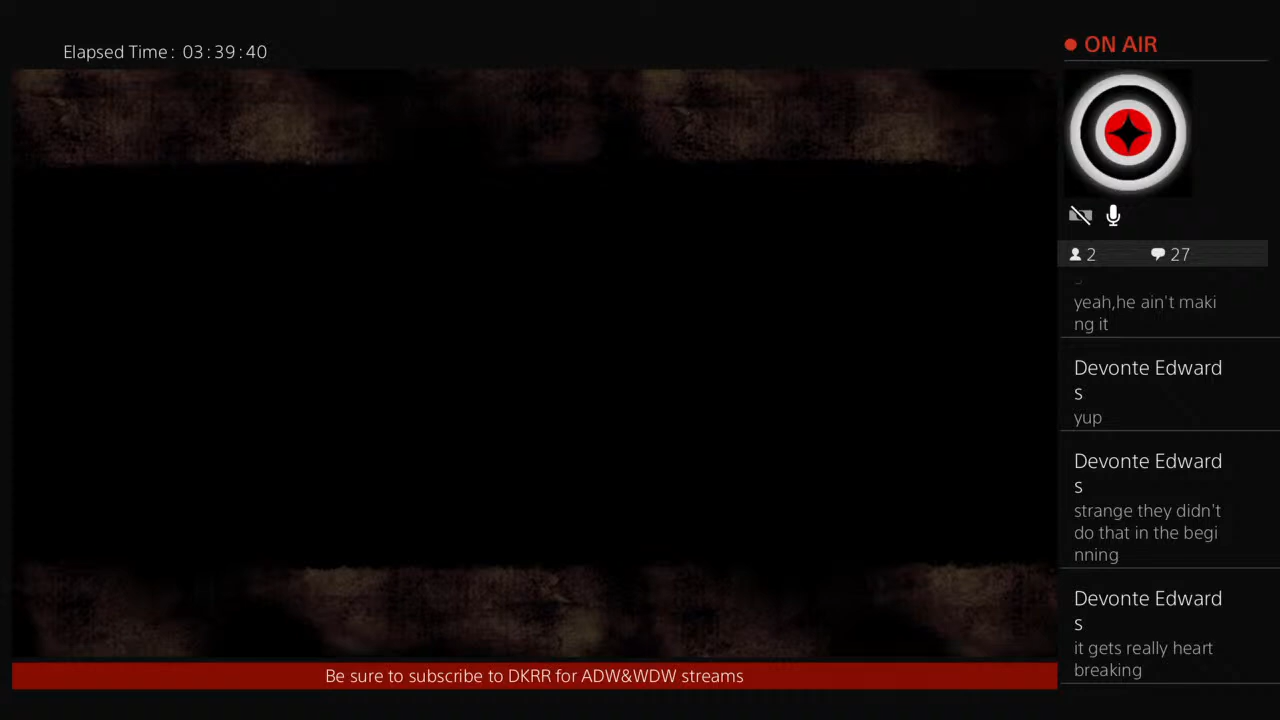 Elapsed Time: 03:39:40
ON AIR
2 27
yeah,he ain't maki
ng it
Devonte Edward
s
yup
Devonte Edward
s
strange they didn't
do that in the begi
nning
Devonte Edward
s
it gets really heart
breaking
Be sure to subscribe to DKRR for ADW&WDW streams